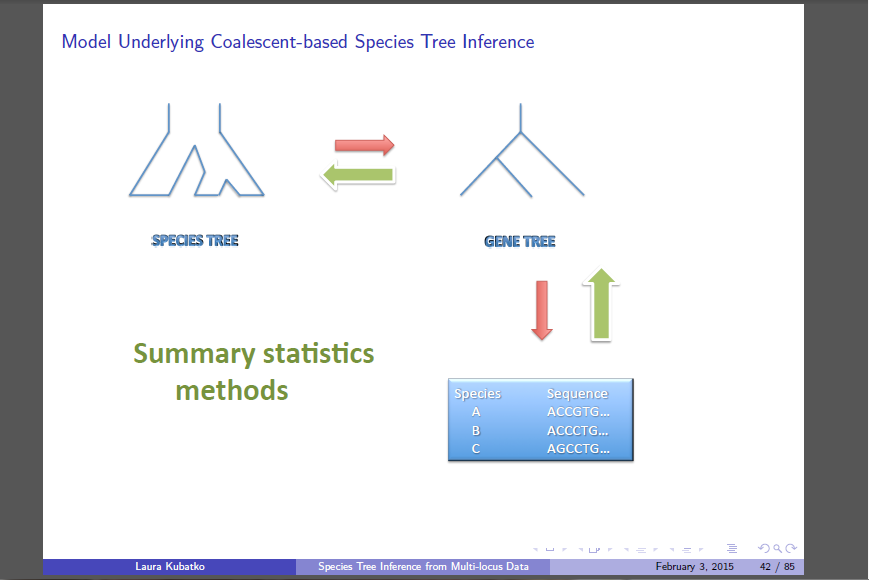 Model Underlying Coalescent-based Species Tree Inference
SPECIES TREE
GENE TREE
Summary statistics
methods
Species Sequence
A ACCGTG...
B ACCCTG...
C AGCCTG...
Laura Kubatko Species Tree Inference from Multi-locus Data February 3, 2015 42 / 85